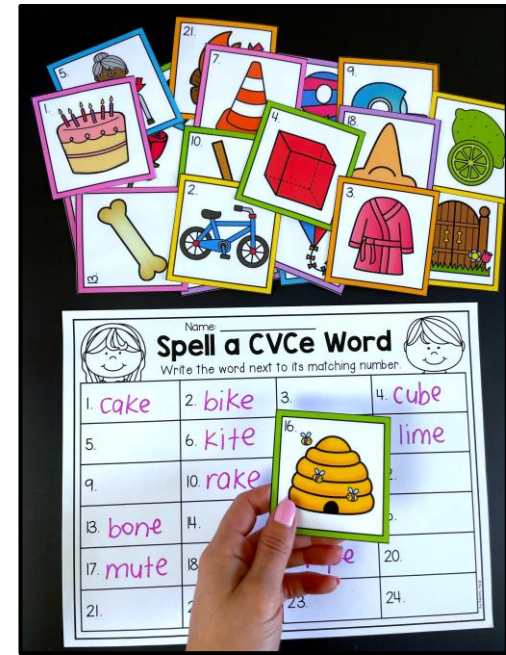 21.
5.
7.
9.
1.
4.
18.
10.
2.
3.
13.
Name:
Spell a CVCe Word
Write the word next to its matching number.
1. cake 2. bike 3. 4. cube
5. 6. kite lime
9. 10. rake
13. bone 14.
17. mute 18 20.
21. 23. 24.
16.